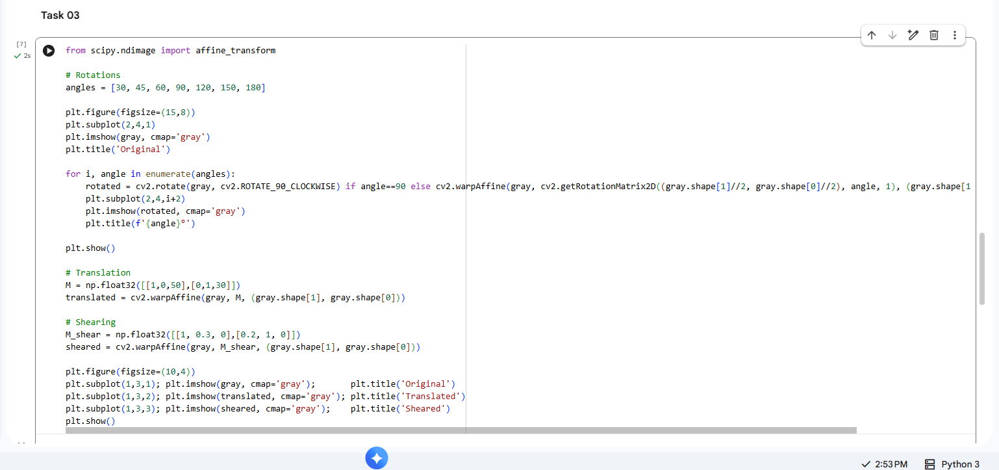 Task 03
[7]
2s
from scipy.ndimage import affine_transform
# Rotations
angles = [30, 45, 60, 90, 120, 150, 180]
plt.figure(figsize=(15,8))
plt.subplot(2,4,1)
plt.imshow(gray, cmap='gray')
plt.title('Original')
for i, angle in enumerate(angles):
    rotated = cv2.rotate(gray, cv2.ROTATE_90_CLOCKWISE) if angle==90 else cv2.warpAffine(gray, cv2.getRotationMatrix2D((gray.shape[1]//2, gray.shape[0]//2), angle, 1), (gray.shape[1
    plt.subplot(2,4,i+2)
    plt.imshow(rotated, cmap='gray')
    plt.title(f'{angle}°')
plt.show()
# Translation
M = np.float32([[1,0,50],[0,1,30]])
translated = cv2.warpAffine(gray, M, (gray.shape[1], gray.shape[0]))
# Shearing
M_shear = np.float32([[1, 0.3, 0],[0.2, 1, 0]])
sheared = cv2.warpAffine(gray, M_shear, (gray.shape[1], gray.shape[0]))
plt.figure(figsize=(10,4))
plt.subplot(1,3,1); plt.imshow(gray, cmap='gray');       plt.title('Original')
plt.subplot(1,3,2); plt.imshow(translated, cmap='gray'); plt.title('Translated')
plt.subplot(1,3,3); plt.imshow(sheared, cmap='gray');    plt.title('Sheared')
plt.show()
2:53 PM
Python 3